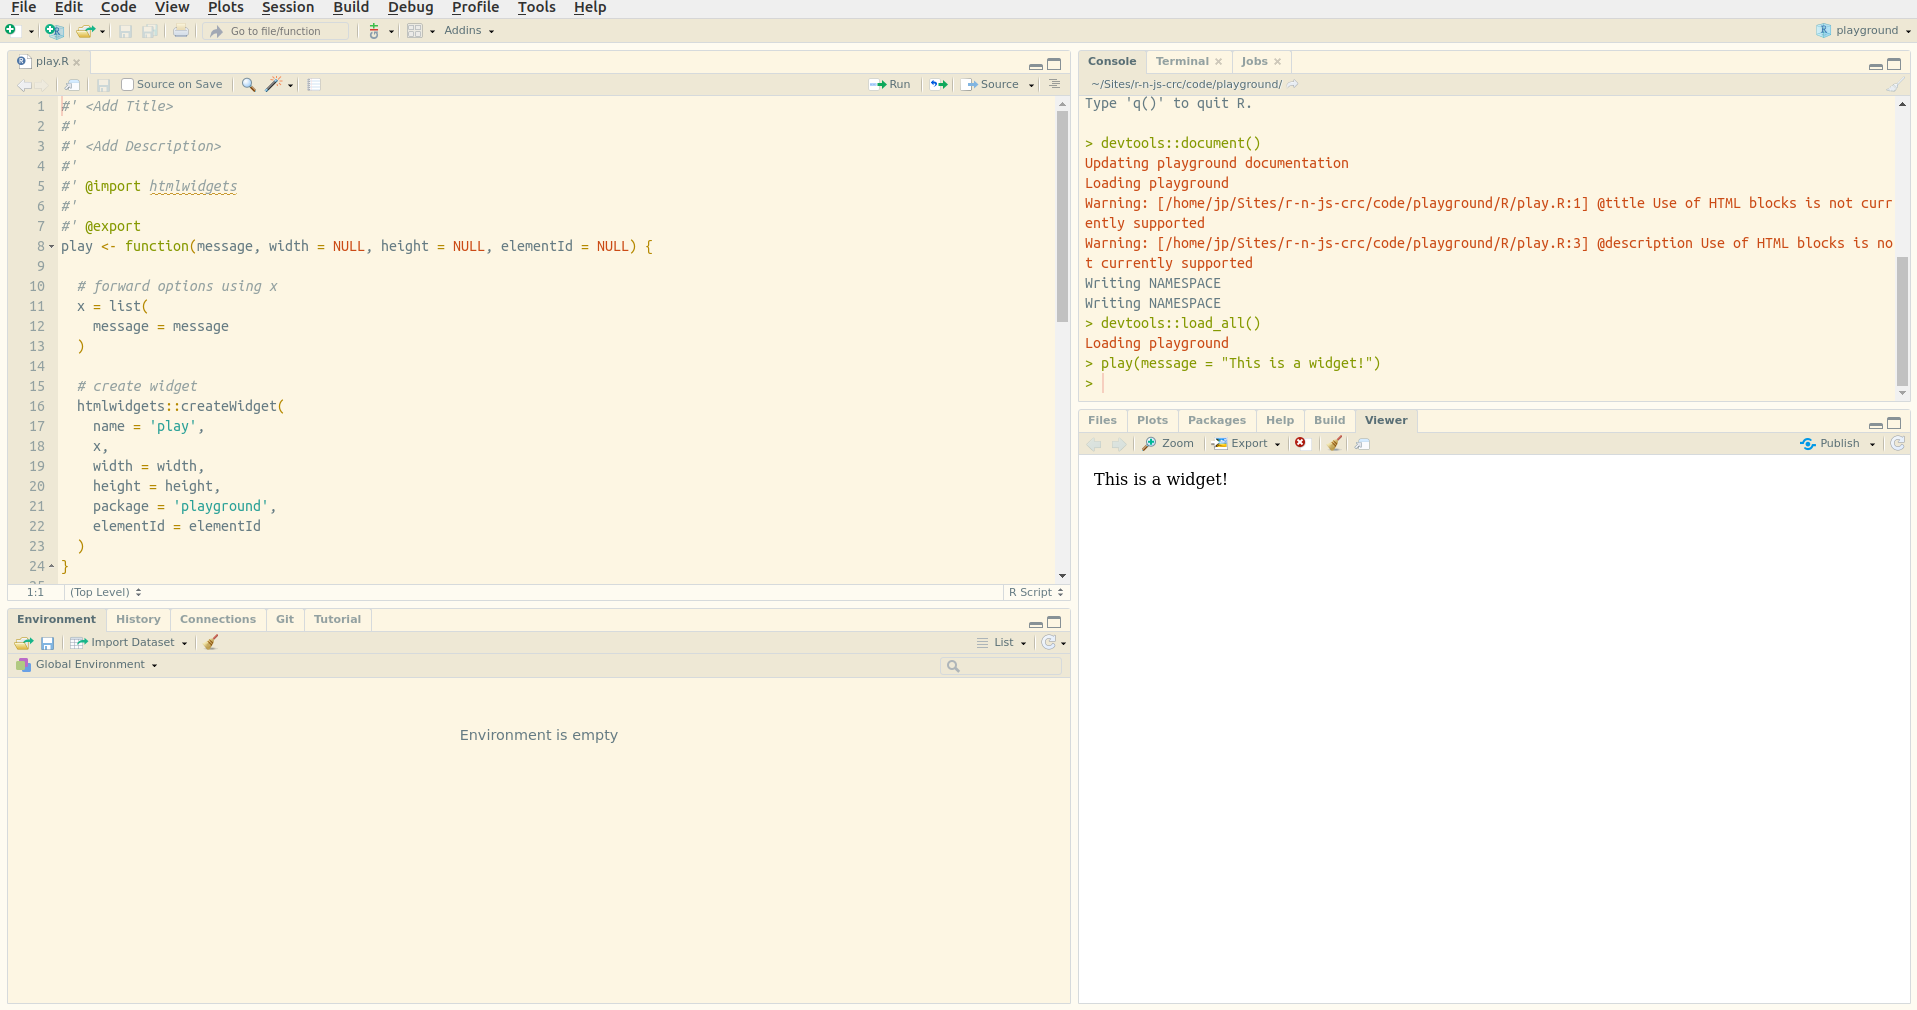 File Edit Code View Plots Session Build Debug Profile Tools Help
Go to file/function Addins playground
play.R
Source on Save Run Source
1 #' <Add Title>
2 #'
3 #' <Add Description>
4 #'
5 #' @import htmlwidgets
6 #'
7 #' @export
8 play <- function(message, width = NULL, height = NULL, elementId = NULL) {
9
10 # forward options using x
11 x = list(
12 message = message
13 )
14
15 # create widget
16 htmlwidgets::createWidget(
17 name = 'play',
18 x,
19 width = width,
20 height = height,
21 package = 'playground',
22 elementId = elementId
23 )
24 }
1:1 (Top Level) R Script
Environment History Connections Git Tutorial
Import Dataset List
Global Environment
Environment is empty
Console Terminal Jobs
~/Sites/r-n-js-crc/code/playground/
Type 'q()' to quit R.
> devtools::document()
Updating playground documentation
Loading playground
Warning: [/home/jp/Sites/r-n-js-crc/code/playground/R/play.R:1] @title Use of HTML blocks is not curr
ently supported
Warning: [/home/jp/Sites/r-n-js-crc/code/playground/R/play.R:3] @description Use of HTML blocks is no
t currently supported
Writing NAMESPACE
Writing NAMESPACE
> devtools::load_all()
Loading playground
> play(message = "This is a widget!")
>
Files Plots Packages Help Build Viewer
Zoom Export Publish
This is a widget!